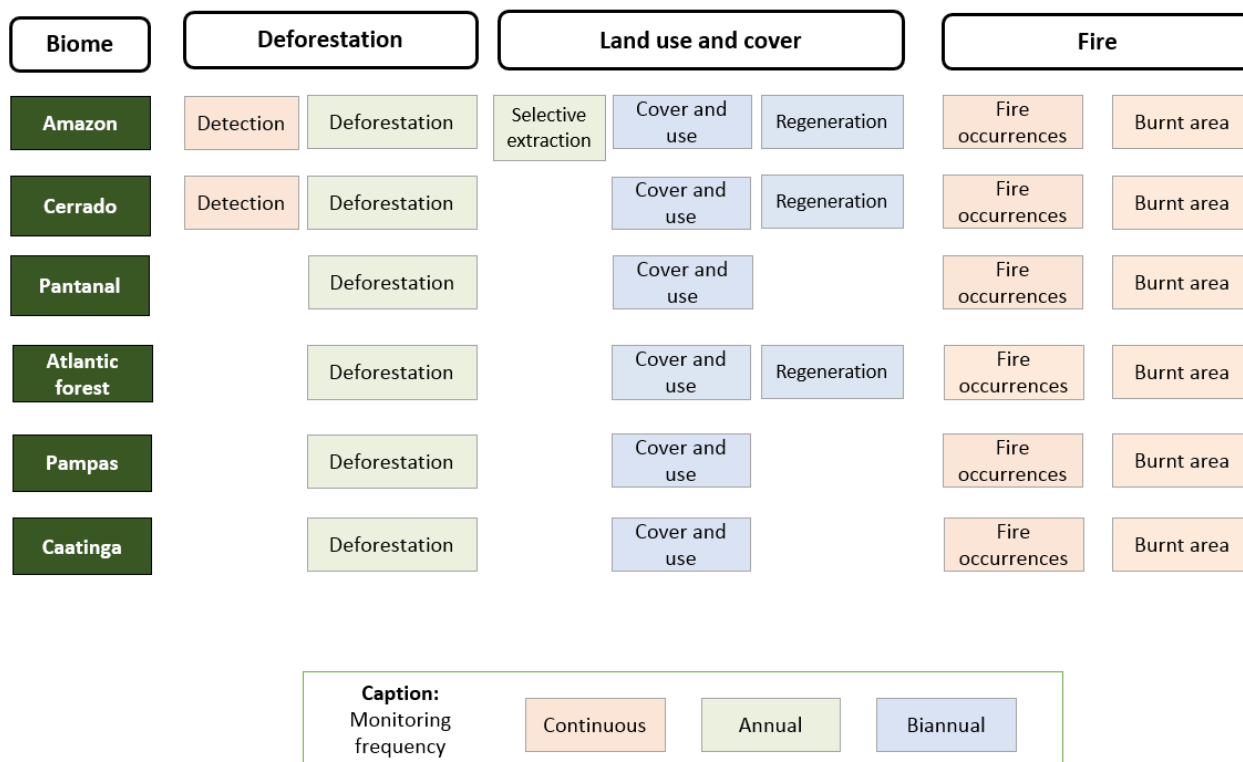 Biome
Deforestation
Land use and cover
Fire
Amazon
Detection
Deforestation
Selective
extraction
Cover and
use
Regeneration
Fire
occurrences
Burnt area
Cerrado
Detection
Deforestation
Cover and
use
Regeneration
Fire
occurrences
Burnt area
Pantanal
Deforestation
Cover and
use
Fire
occurrences
Burnt area
Atlantic
forest
Deforestation
Cover and
use
Regeneration
Fire
occurrences
Burnt area
Pampas
Deforestation
Cover and
use
Fire
occurrences
Burnt area
Caatinga
Deforestation
Cover and
use
Fire
occurrences
Burnt area
Caption:
Monitoring
frequency
Continuous
Annual
Biannual